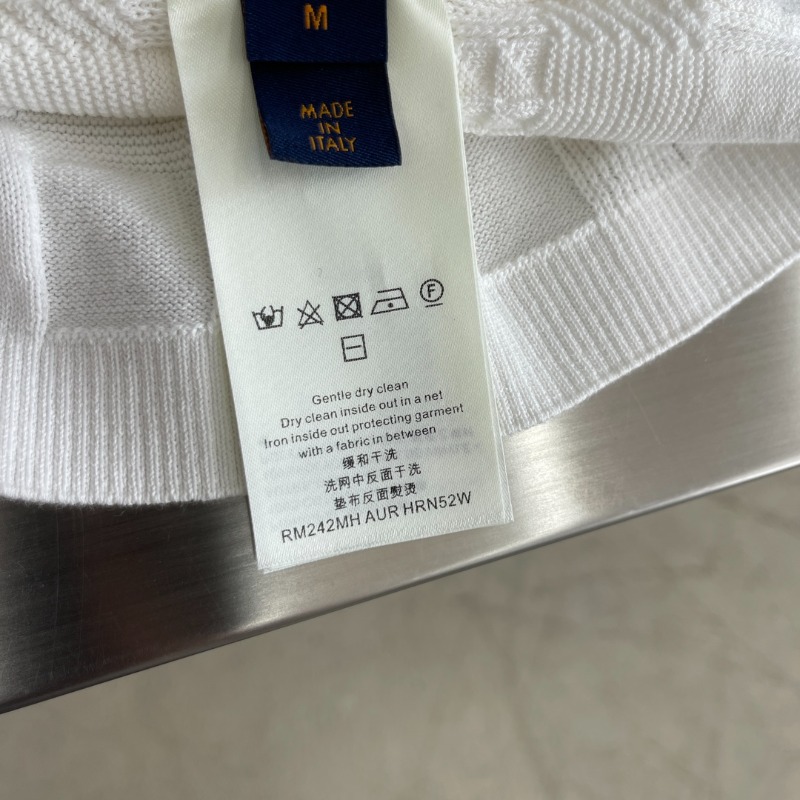 M
MADE
IN
ITALY
F
Gentle dry clean
Dry clean inside out in a net
Iron inside out protecting garment
with a fabric in between
缓和干洗
洗网中反面干洗
垫布反面熨烫
RM242MH AUR HRN52W